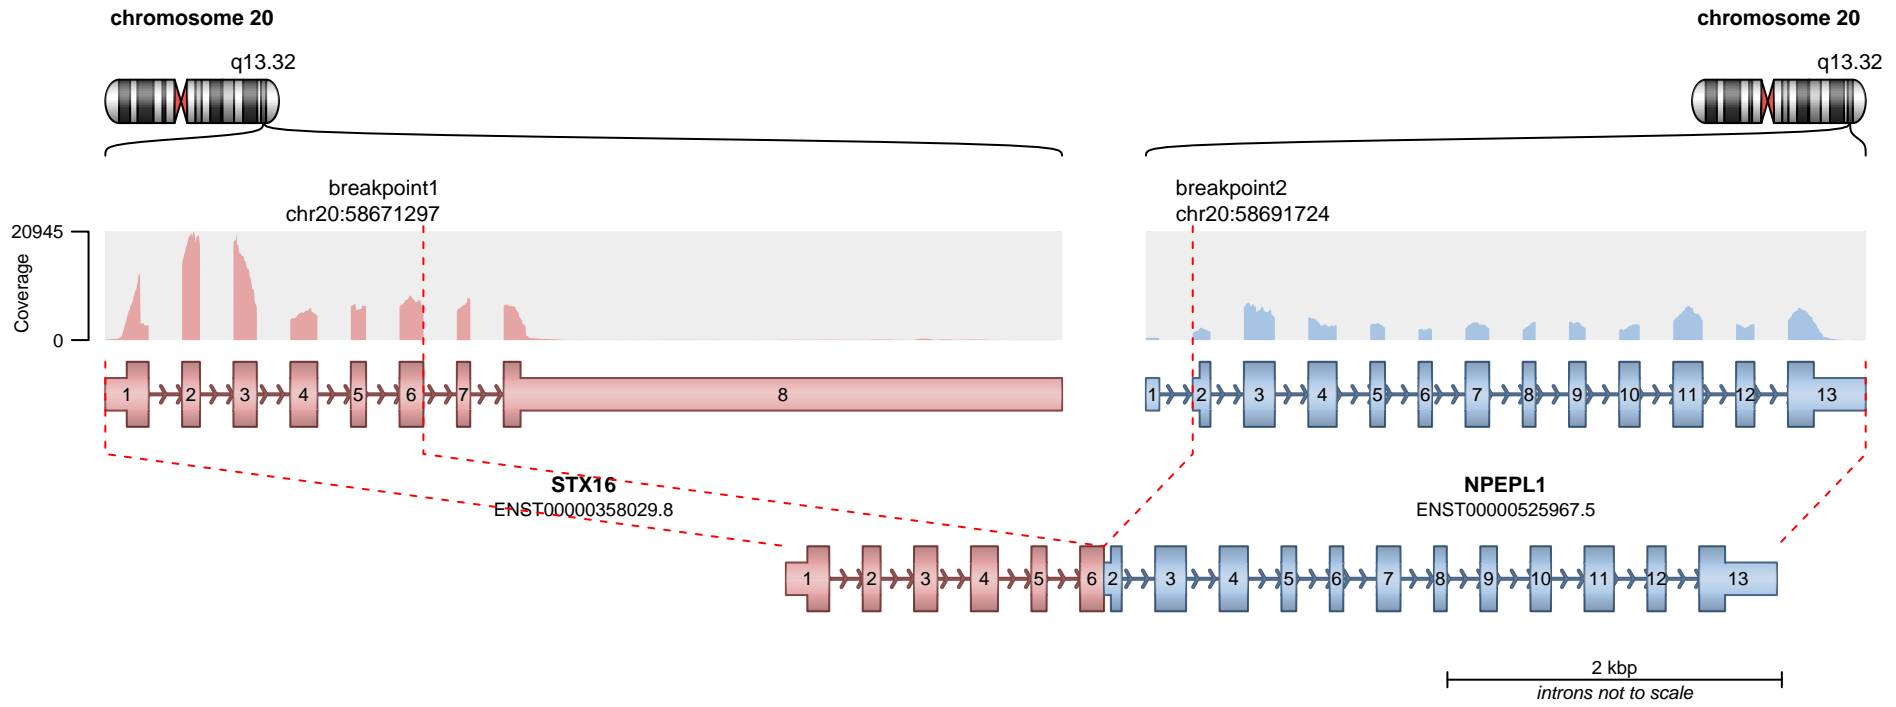 chromosome 20
chromosome 20
q13.32
q13.32
breakpoint1
chr20:58671297
breakpoint2
chr20:58691724
20945
Coverage
0
1 2 3 4 5 6 7 8
1 2 3 4 5 6 7 8 9 10 11 12 13
STX16
ENST00000358029.8
NPEPL1
ENST00000525967.5
1 2 3 4 5 6 2 3 4 5 6 7 8 9 10 11 12 13
2 kbp
introns not to scale